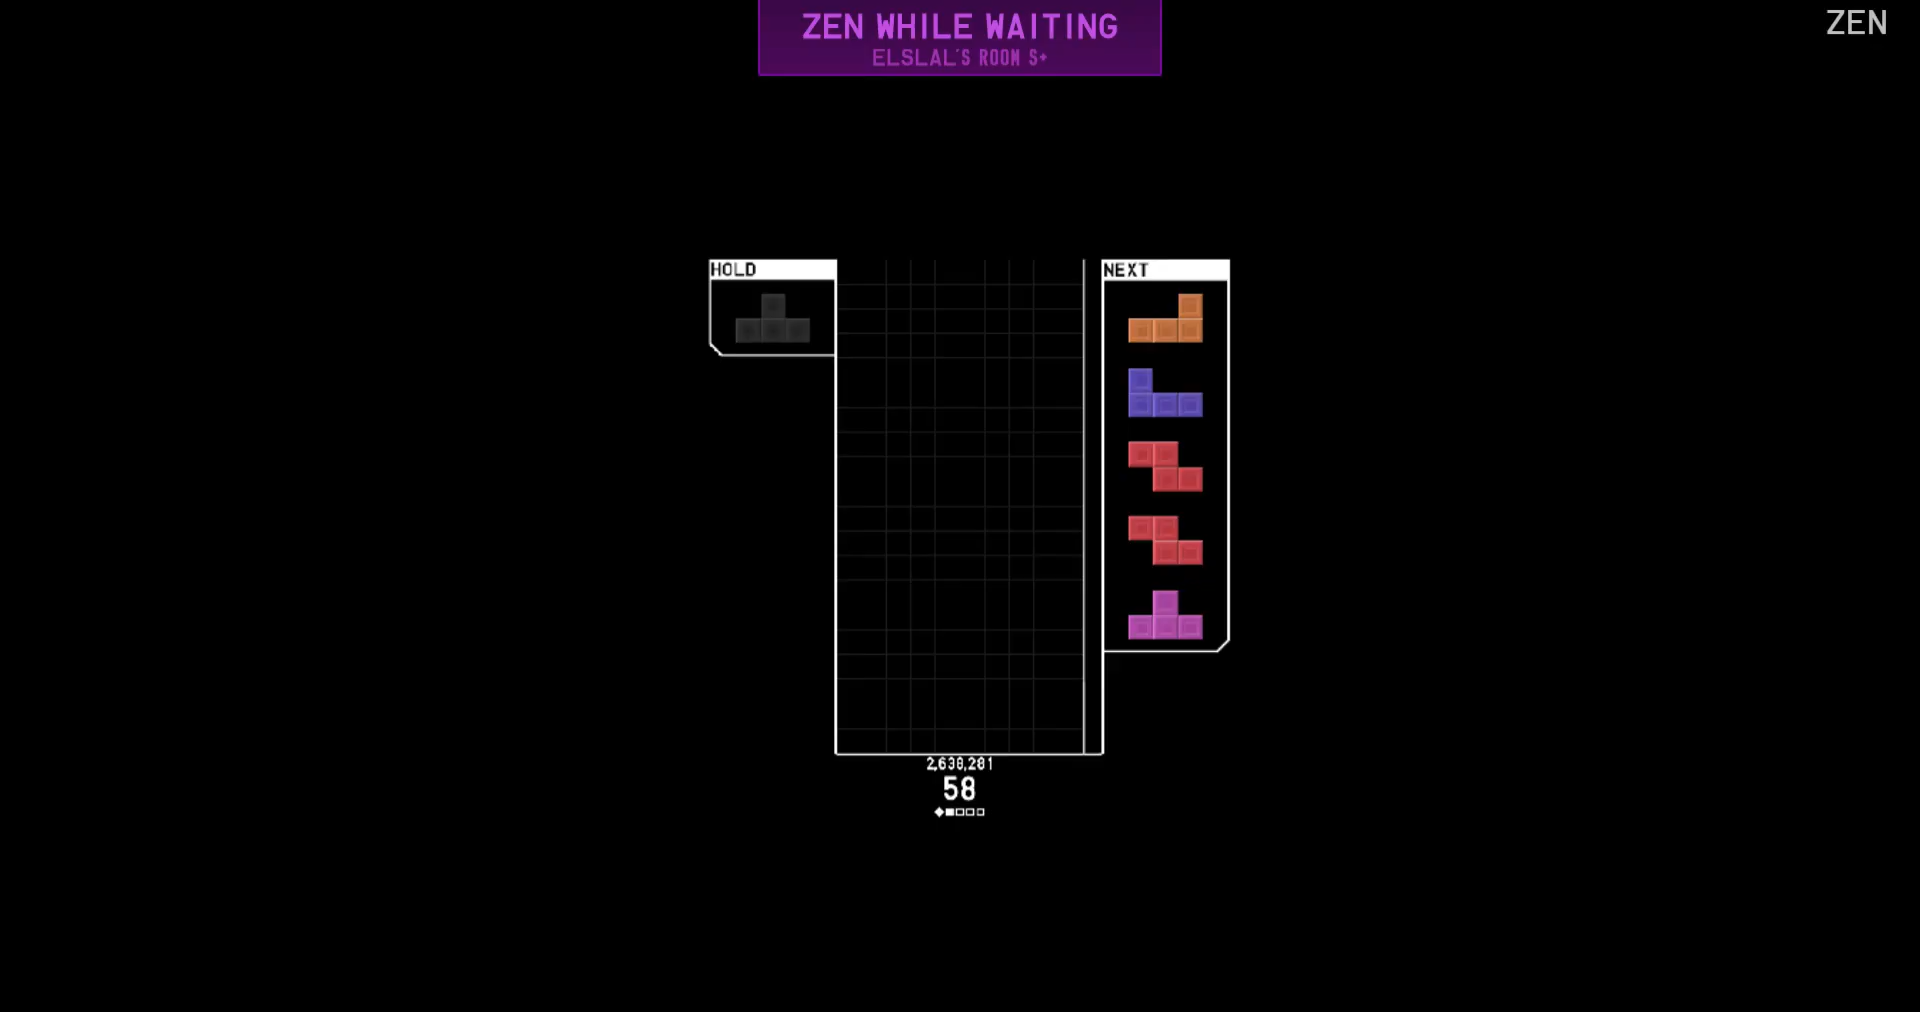 ZEN WHILE WAITING
ELSLAL'S ROOM S+
ZEN
HOLD
NEXT
2,638,281
58